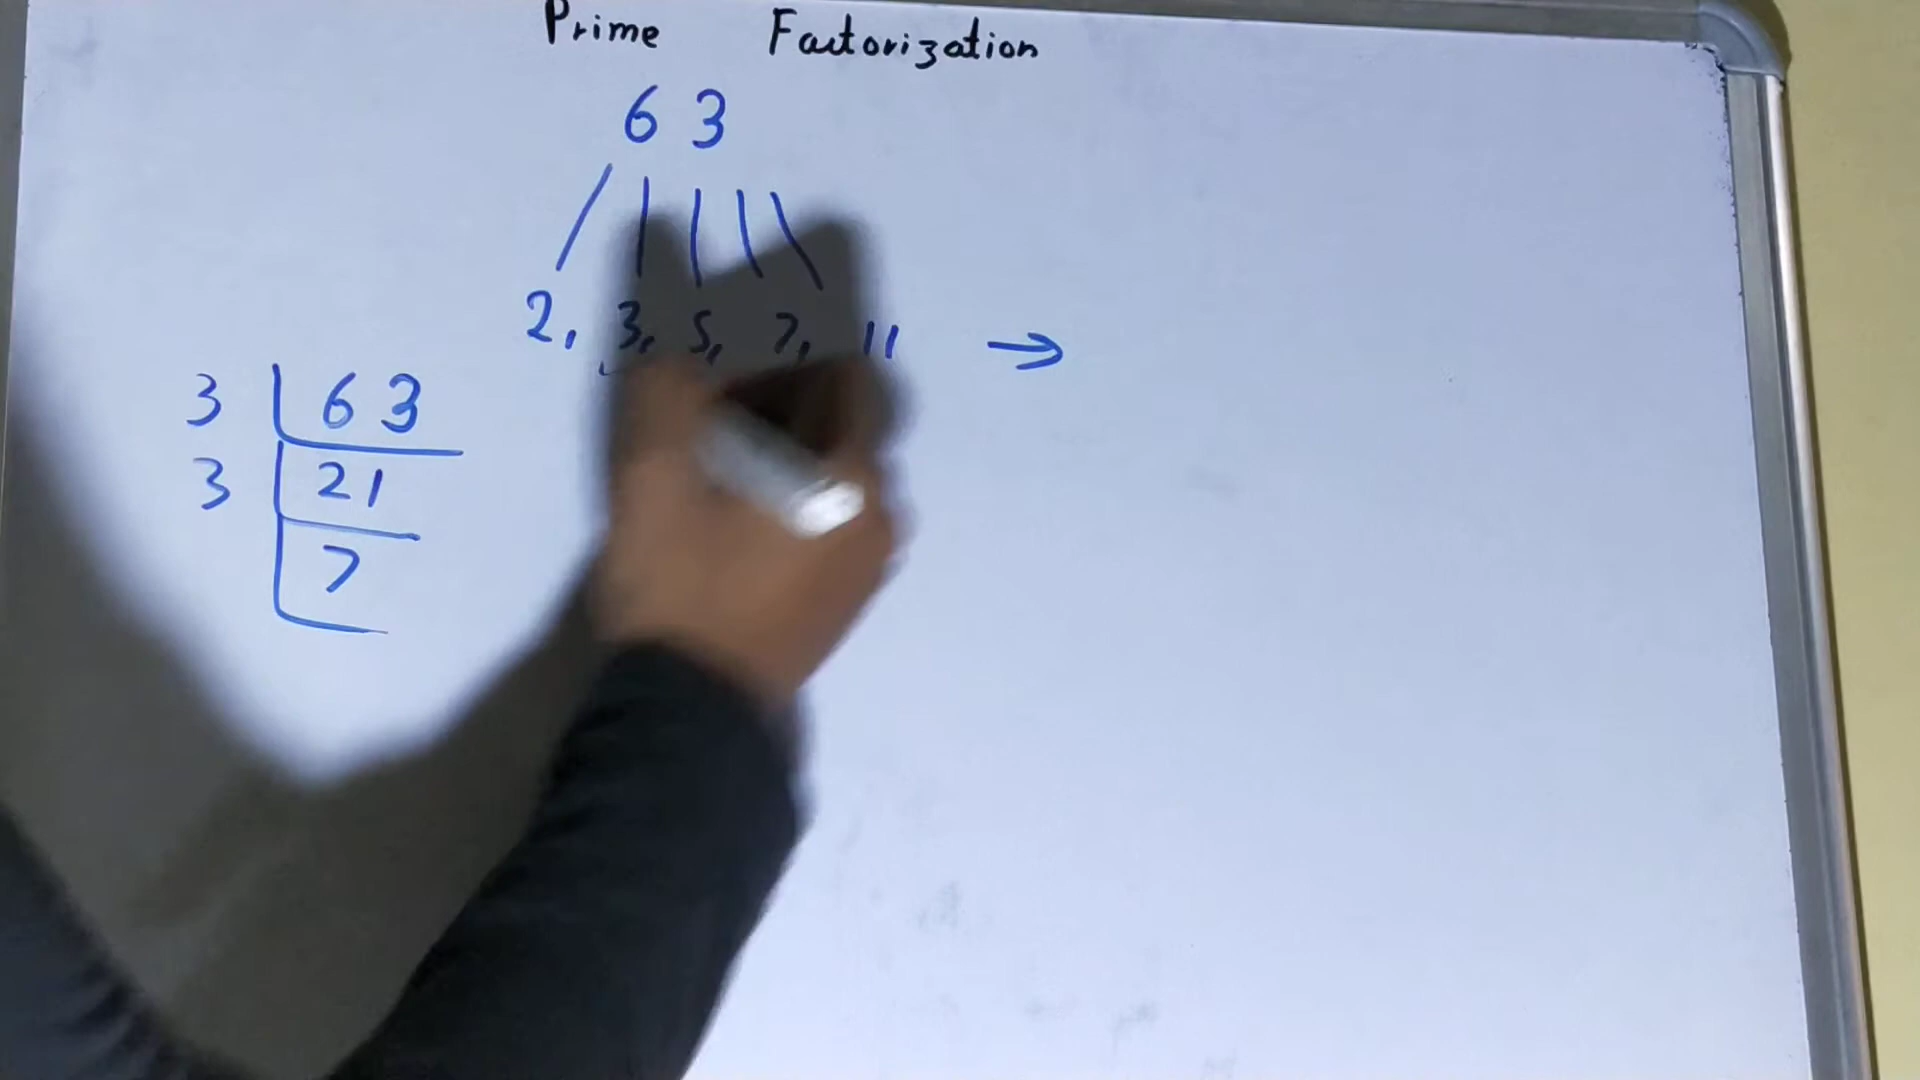 Prime Factorization
63
2, 3, 5, 7, 11 →
3 63
3 21
7